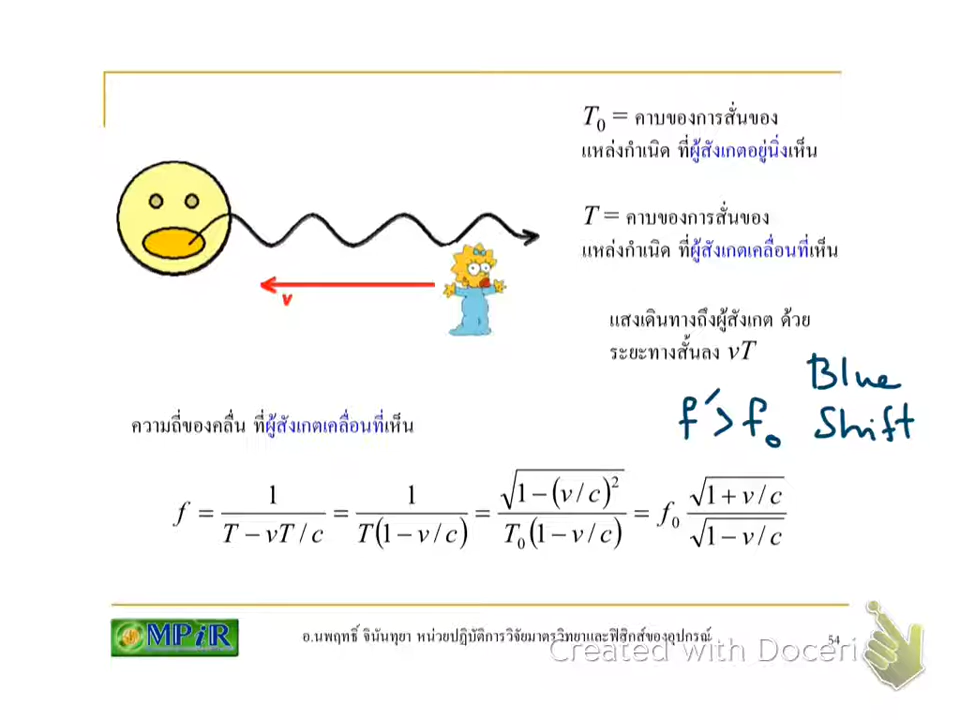 T₀ = คาบของการสั่นของ
แหล่งกำเนิด ที่ผู้สังเกตอยู่นิ่งเห็น
T = คาบของการสั่นของ
แหล่งกำเนิด ที่ผู้สังเกตเคลื่อนที่เห็น
v
แสงเดินทางถึงผู้สังเกต ด้วย
ระยะทางสั้นลง vT
Blue
f′ > f₀ Shift
ความถี่ของคลื่น ที่ผู้สังเกตเคลื่อนที่เห็น
f = 1 / (T − vT / c) = 1 / (T(1 − v / c)) = √(1 − (v / c)²) / (T₀(1 − v / c)) = f₀ √(1 + v / c) / √(1 − v / c)
MPiR
อ.นพฤทธิ์ จินันทุยา หน่วยปฏิบัติการวิจัยมาตรวิทยาและฟิสิกส์ของอุปกรณ์
54
Created with Doceri